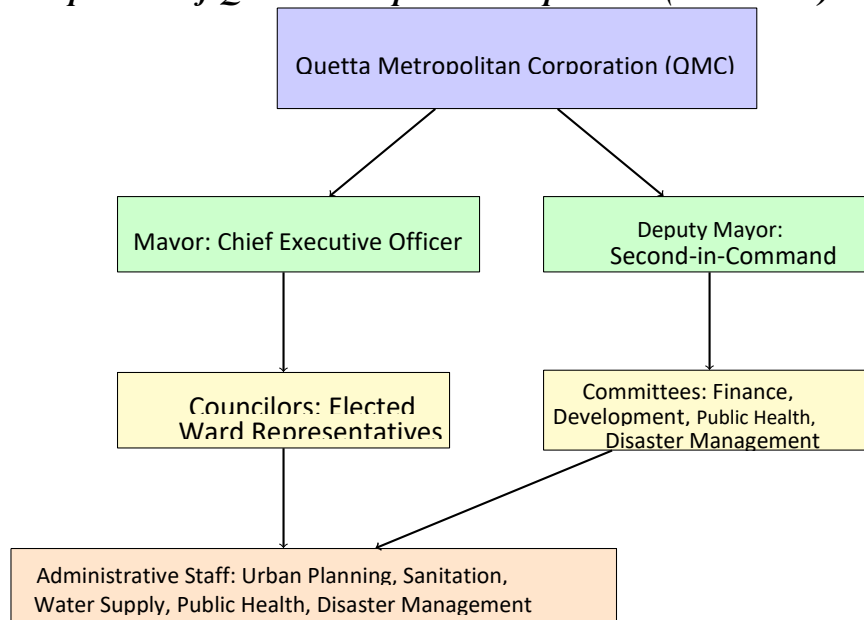 of Q
Quetta Metropolitan Corporation (QMC)
Mayor: Chief Executive Officer
Deputy Mayor:
Second-in-Command
Councilors: Elected
Ward Representatives
Committees: Finance,
Development, Public Health,
Disaster Management
Administrative Staff: Urban Planning, Sanitation,
Water Supply, Public Health, Disaster Management